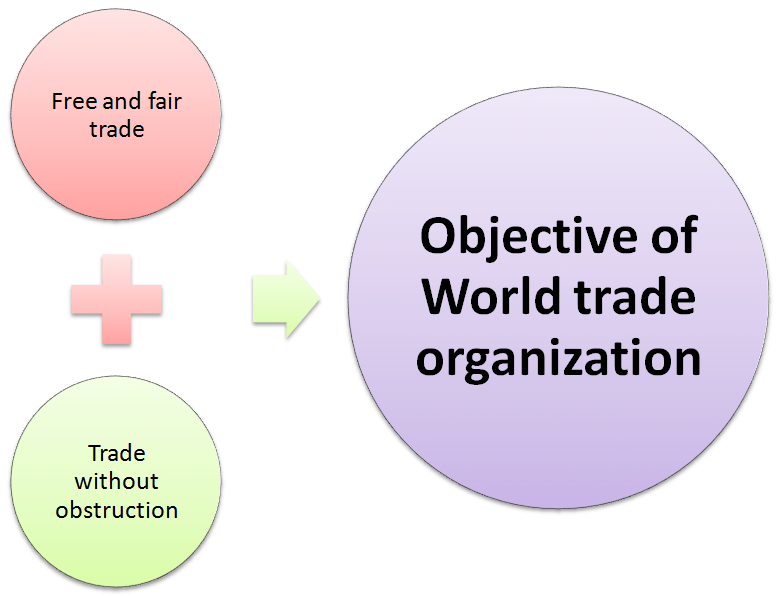 Free and fair
trade
Trade
without
obstruction
Objective of
World trade
organization